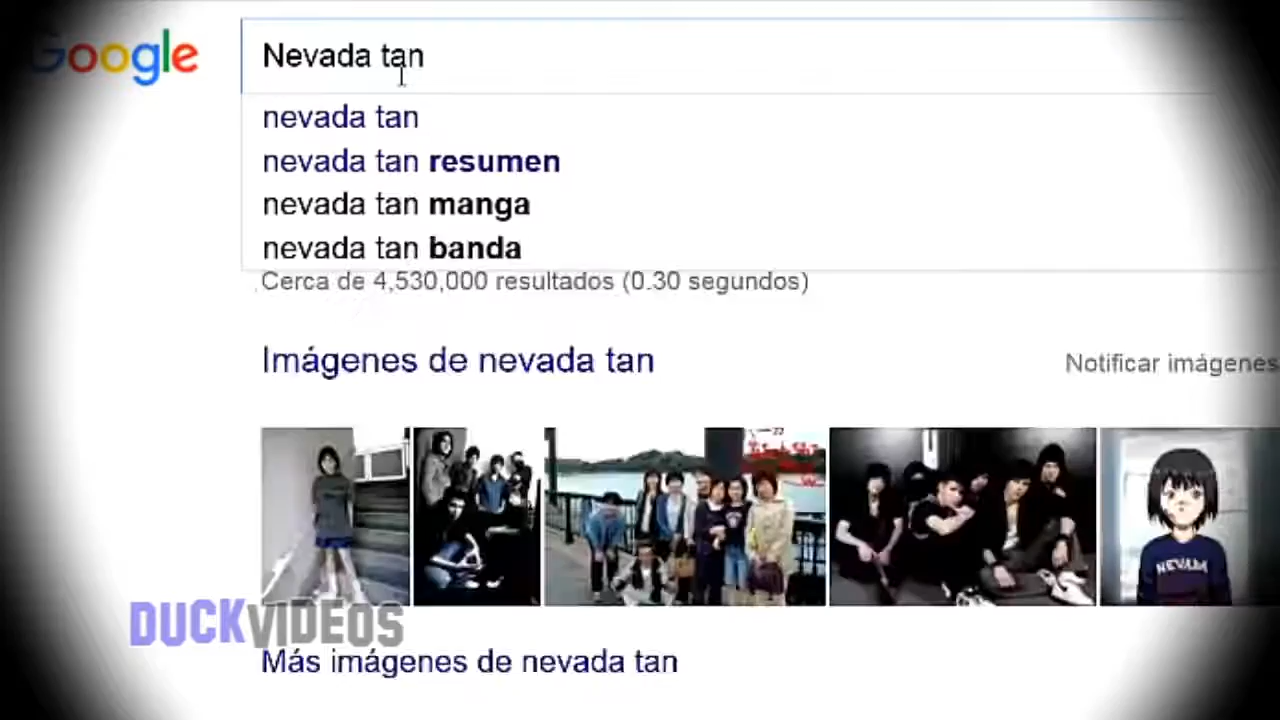 Google
Nevada tan
nevada tan
nevada tan resumen
nevada tan manga
nevada tan banda
Cerca de 4,530,000 resultados (0.30 segundos)
Imágenes de nevada tan
Notificar imágenes
NEVADA
DUCKVIDEOS
Más imágenes de nevada tan